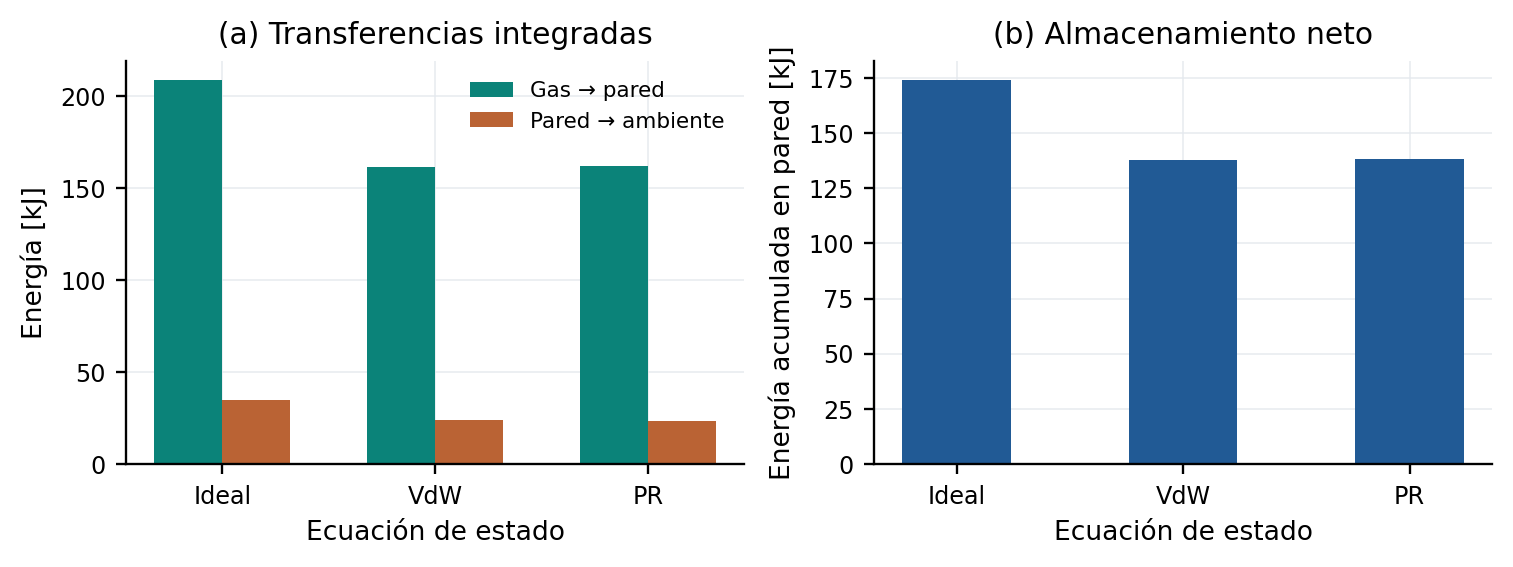 (a) Transferencias integradas
Energía [kJ]
200
150
100
50
0
Gas → pared
Pared → ambiente
Ideal
VdW
PR
Ecuación de estado
(b) Almacenamiento neto
Energía acumulada en pared [kJ]
175
150
125
100
75
50
25
0
Ideal
VdW
PR
Ecuación de estado